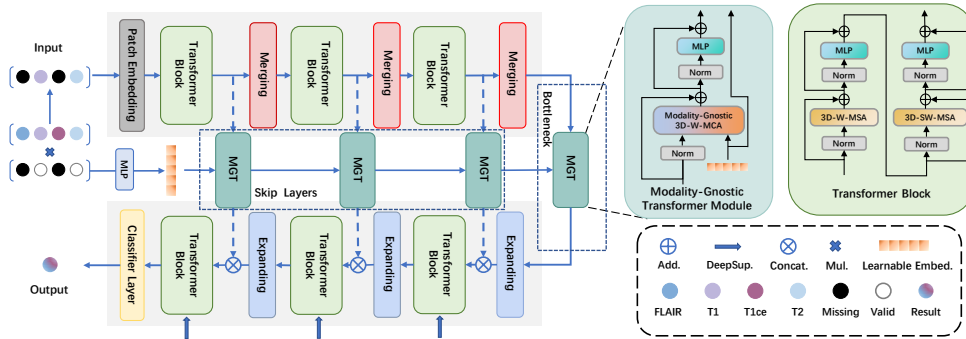 Input
Patch Embedding
Transformer
Block
Merging
Transformer
Block
Merging
Transformer
Block
Merging
Bottleneck
MLP
MGT
MGT
MGT
MGT
Skip Layers
Output
Classifier Layer
Transformer
Block
Expanding
Transformer
Block
Expanding
Transformer
Block
Expanding
MLP
Norm
Modality-Gnostic
3D-W-MCA
Norm
Modality-Gnostic
Transformer Module
MLP
Norm
3D-W-MSA
Norm
MLP
Norm
3D-SW-MSA
Norm
Transformer Block
Add.
DeepSup.
Concat.
Mul.
Learnable Embed.
FLAIR
T1
T1ce
T2
Missing
Valid
Result